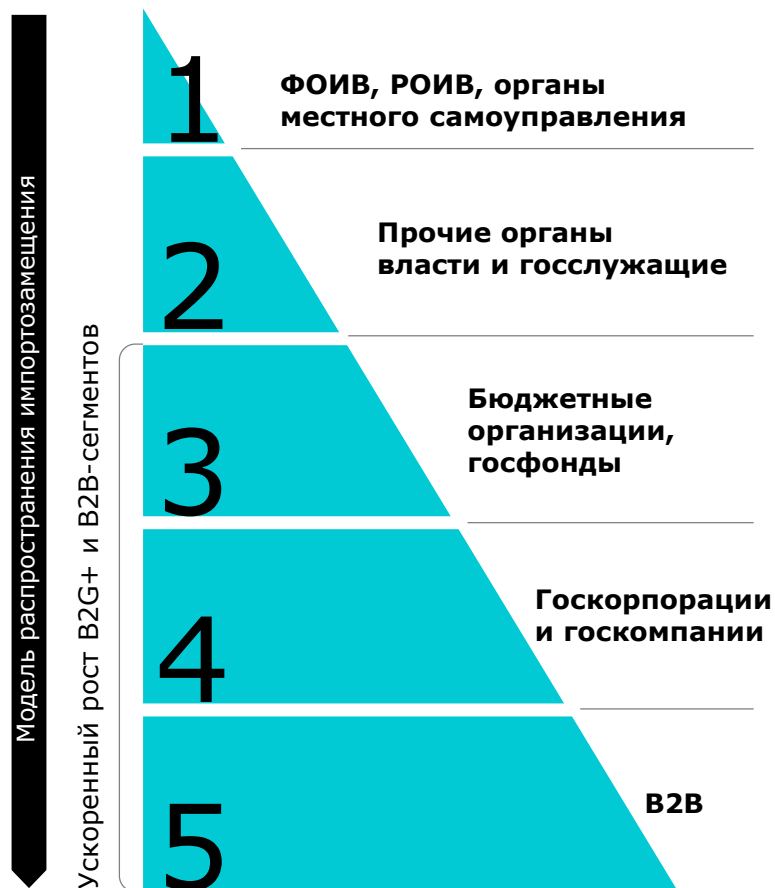 Модель распространения импортозамещения
Ускоренный рост B2G+ и B2B-сегментов
1
ФОИВ, РОИВ, органы
местного самоуправления
2
Прочие органы
власти и госслужащие
3
Бюджетные
организации,
госфонды
4
Госкорпорации
и госкомпании
5
B2B